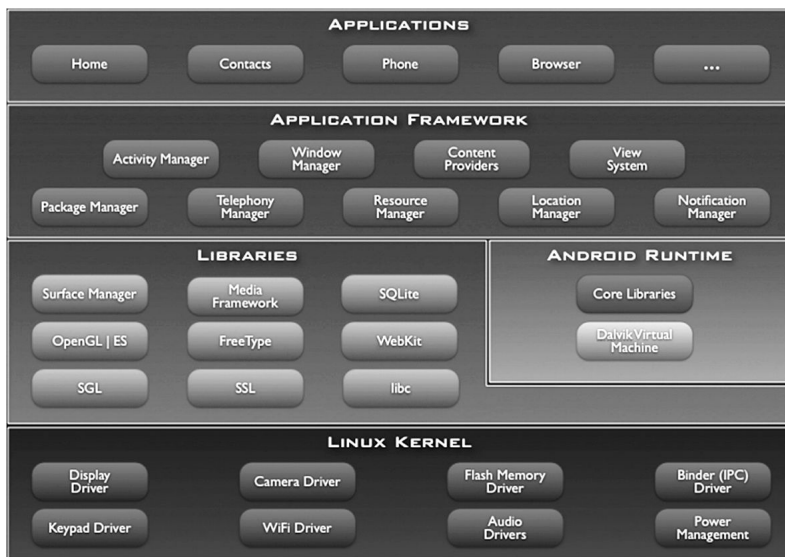 APPLICATIONS
Home
Contacts
Phone
Browser
...
APPLICATION FRAMEWORK
Activity Manager
Window
Manager
Content
Providers
View
System
Package Manager
Telephony
Manager
Resource
Manager
Location
Manager
Notification
Manager
LIBRARIES
Surface Manager
Media
Framework
SQLite
OpenGL | ES
FreeType
WebKit
SGL
SSL
libc
ANDROID RUNTIME
Core Libraries
Dalvik Virtual
Machine
LINUX KERNEL
Display
Driver
Camera Driver
Flash Memory
Driver
Binder (IPC)
Driver
Keypad Driver
WiFi Driver
Audio
Drivers
Power
Management